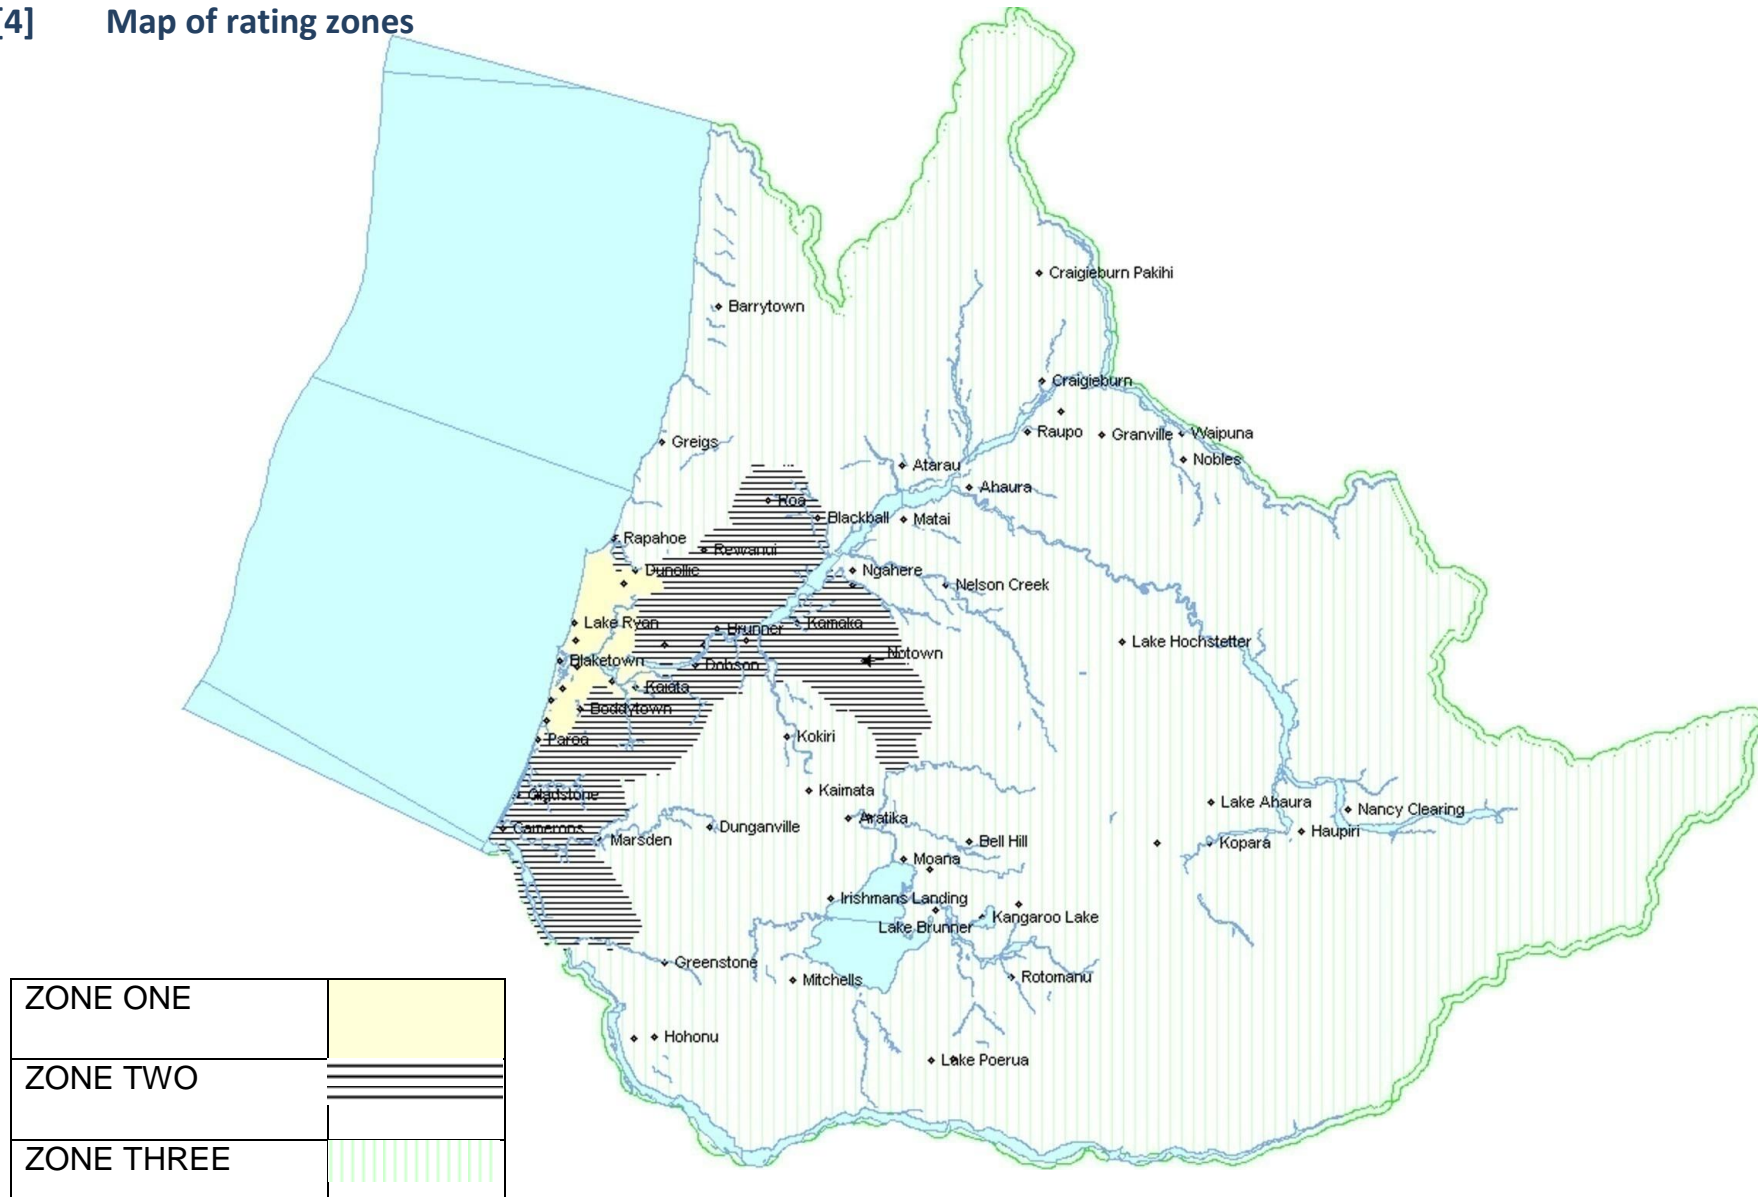 [4] Map of rating zones
Craigieburn Pakihi
Barrytown
Craigieburn
Greigs
Raupo
Granville
Waipuna
Nobles
Atarau
Ahaura
Roa
Blackball
Matai
Rapahoe
Rewanui
Dunollie
Ngahere
Nelson Creek
Lake Ryan
Brunner
Kamaka
Lake Hochstetter
Blaketown
Dobson
Notown
Kaiata
Boddytown
Paroa
Kokiri
Gladstone
Kaimata
Lake Ahaura
Nancy Clearing
Camerons
Marsden
Dunganville
Aratika
Bell Hill
Kopara
Haupiri
Moana
Irishmans Landing
Kangaroo Lake
Lake Brunner
Greenstone
Mitchells
Rotomanu
Hohonu
Lake Poerua
ZONE ONE
ZONE TWO
ZONE THREE